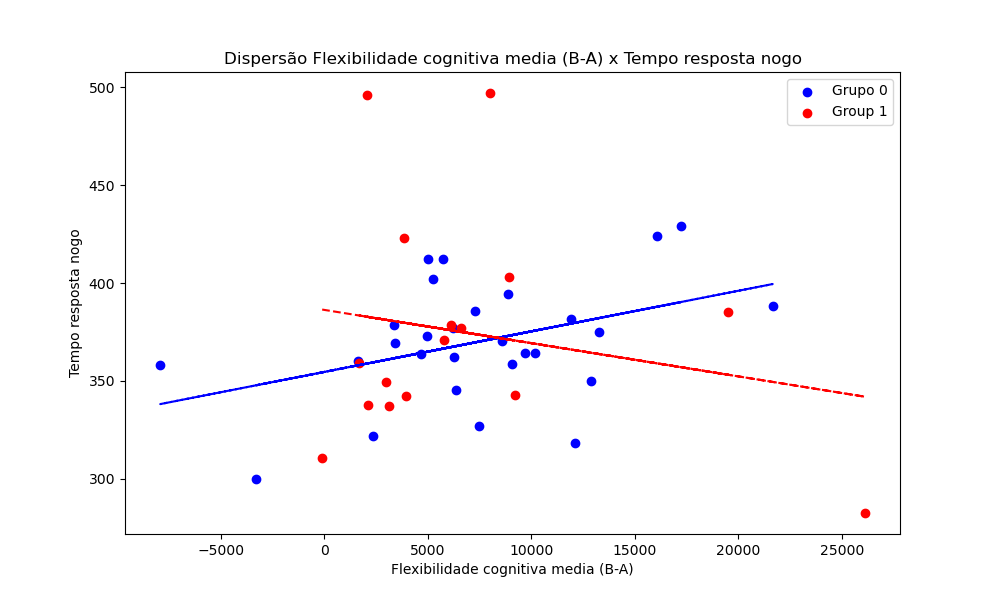 Dispersão Flexibilidade cognitiva media (B-A) x Tempo resposta nogo
Grupo 0
Group 1
Tempo resposta nogo
500
450
400
350
300
−5000
0
5000
10000
15000
20000
25000
Flexibilidade cognitiva media (B-A)